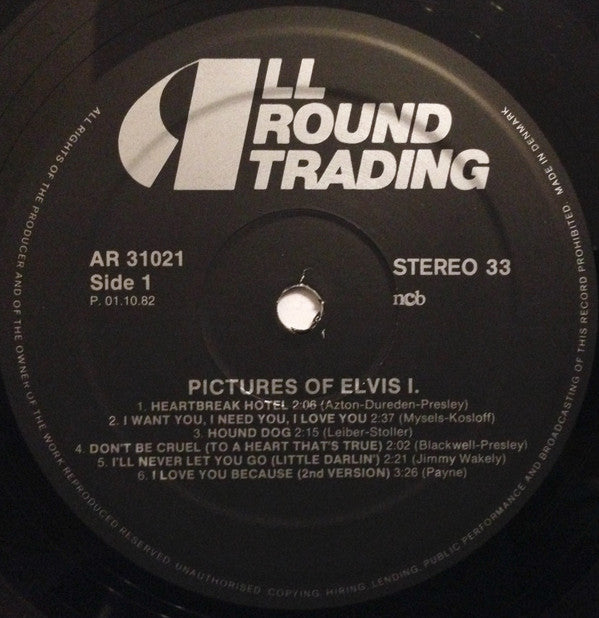 ALL
ROUND
TRADING
AR 31021
Side 1
P. 01.10.82
STEREO 33
ncb
PICTURES OF ELVIS I.
1. HEARTBREAK HOTEL 2:06 (Azton-Dureden-Presley)
2. I WANT YOU, I NEED YOU, I LOVE YOU 2:37 (Mysels-Kosloff)
3. HOUND DOG 2:15 (Leiber-Stoller)
4. DON'T BE CRUEL (TO A HEART THAT'S TRUE) 2:02 (Blackwell-Presley)
5. I'LL NEVER LET YOU GO (LITTLE DARLIN') 2:21 (Jimmy Wakely)
6. I LOVE YOU BECAUSE (2nd VERSION) 3:26 (Payne)
ALL RIGHTS OF THE PRODUCER AND OF THE OWNER OF THE WORK REPRODUCED RESERVED. UNAUTHORISED COPYING, HIRING, LENDING, PUBLIC PERFORMANCE AND BROADCASTING OF THIS RECORD PROHIBITED. MADE IN DENMARK